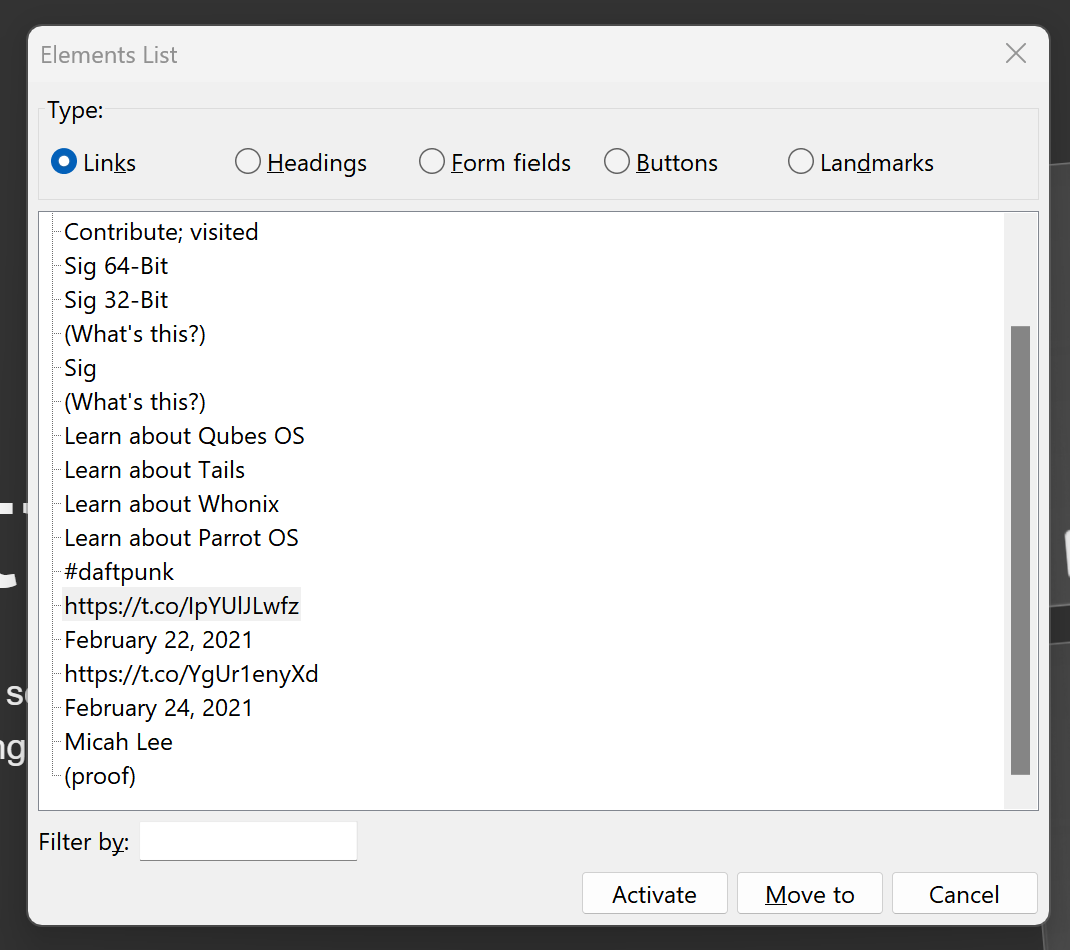 Elements List
Type:
Links
Headings
Form fields
Buttons
Landmarks
Contribute; visited
Sig 64-Bit
Sig 32-Bit
(What's this?)
Sig
(What's this?)
Learn about Qubes OS
Learn about Tails
Learn about Whonix
Learn about Parrot OS
#daftpunk
https://t.co/IpYUlJLwfz
February 22, 2021
https://t.co/YgUr1enyXd
February 24, 2021
Micah Lee
(proof)
Filter by:
Activate
Move to
Cancel